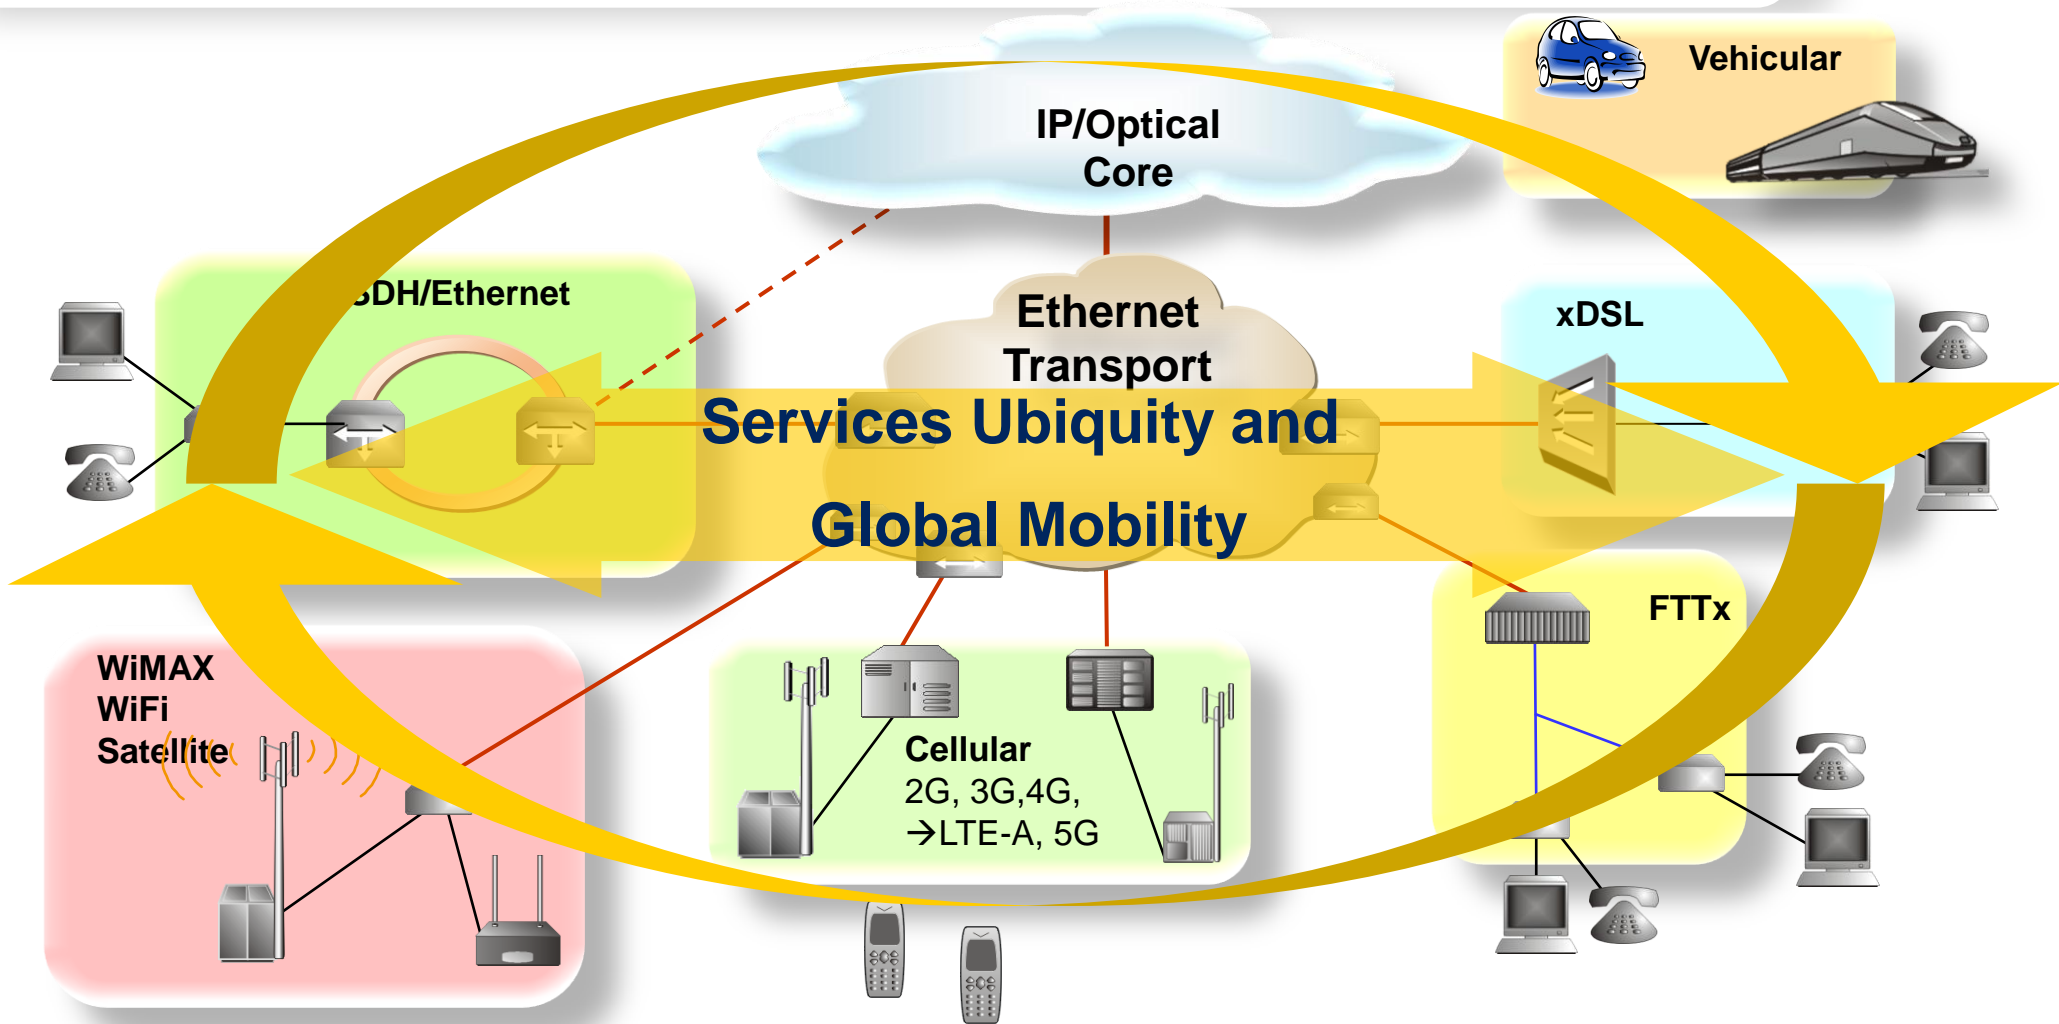 Vehicular
IP/Optical
Core
SDH/Ethernet
Ethernet
Transport
xDSL
Services Ubiquity and
Global Mobility
FTTx
WiMAX
WiFi
Satellite
Cellular
2G, 3G,4G,
→LTE-A, 5G